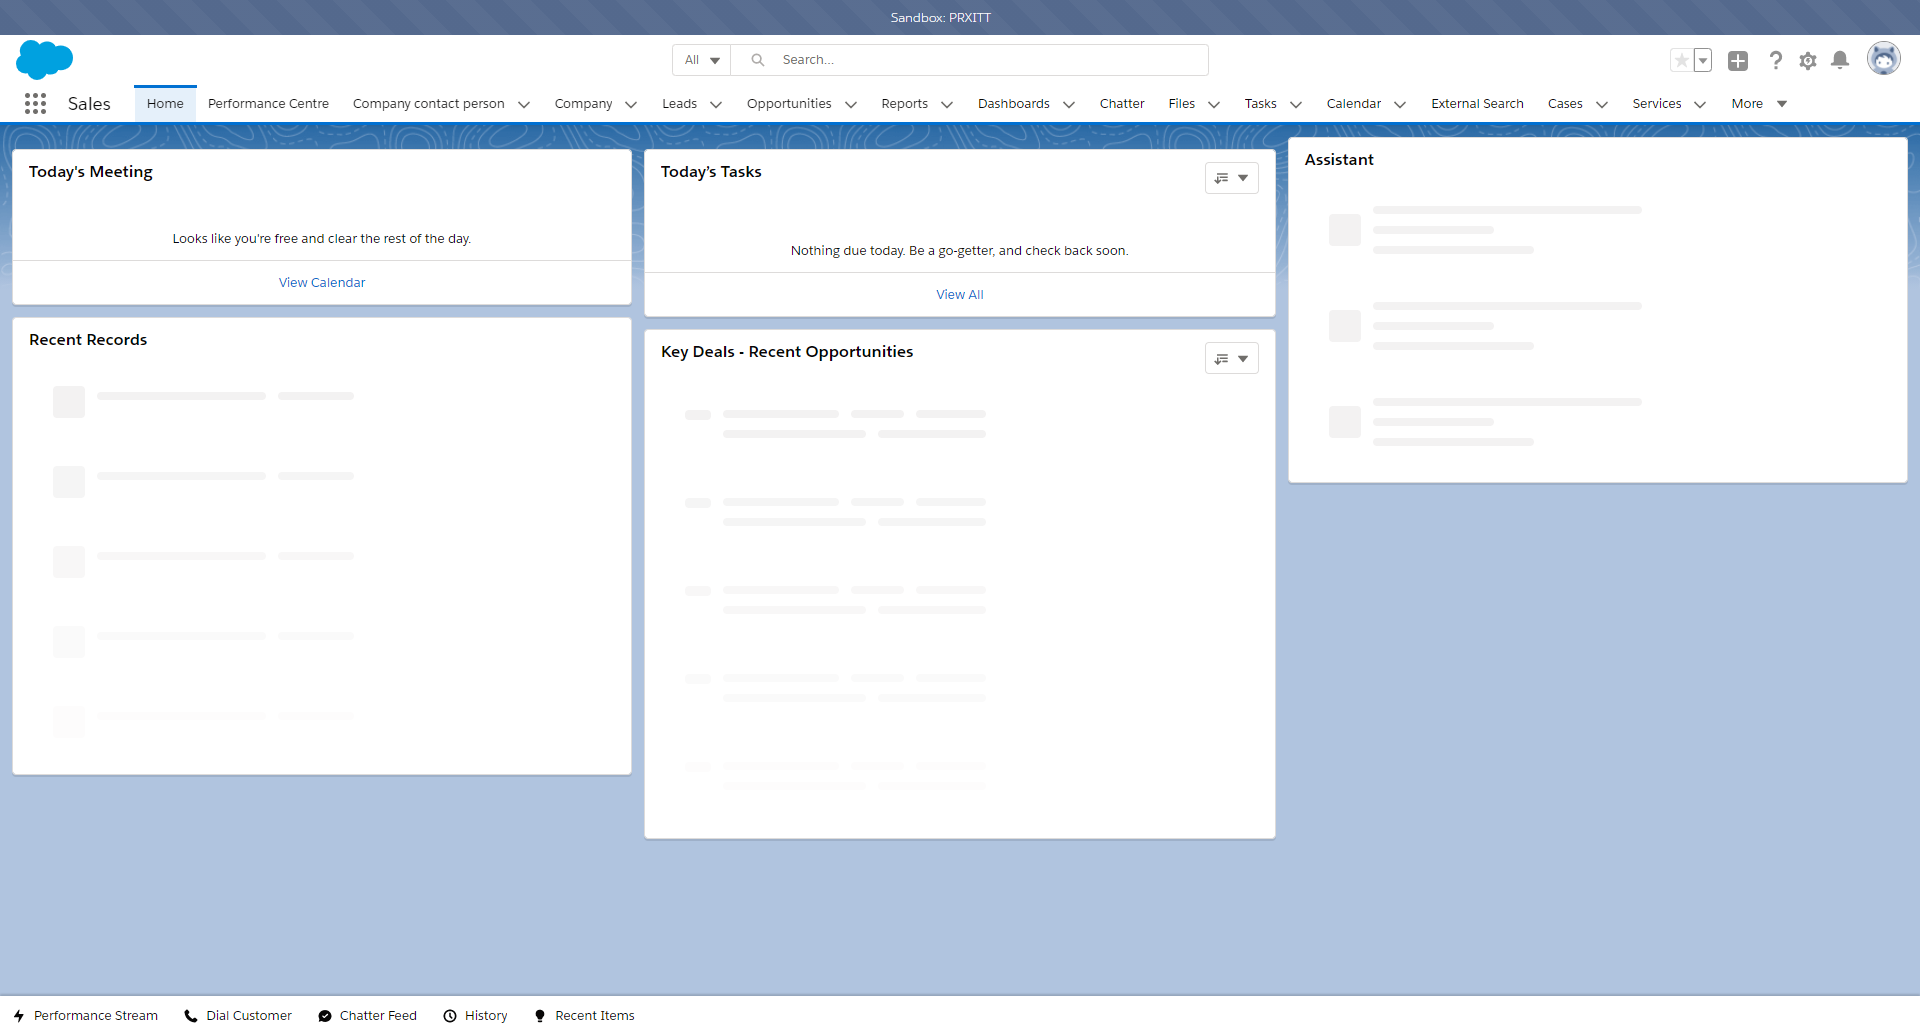 Sandbox: PRXITT
All
Search...
Sales
Home
Performance Centre
Company contact person
Company
Leads
Opportunities
Reports
Dashboards
Chatter
Files
Tasks
Calendar
External Search
Cases
Services
More
Today's Meeting
Looks like you're free and clear the rest of the day.
View Calendar
Recent Records
Today’s Tasks
Nothing due today. Be a go-getter, and check back soon.
View All
Key Deals - Recent Opportunities
Assistant
Performance Stream
Dial Customer
Chatter Feed
History
Recent Items